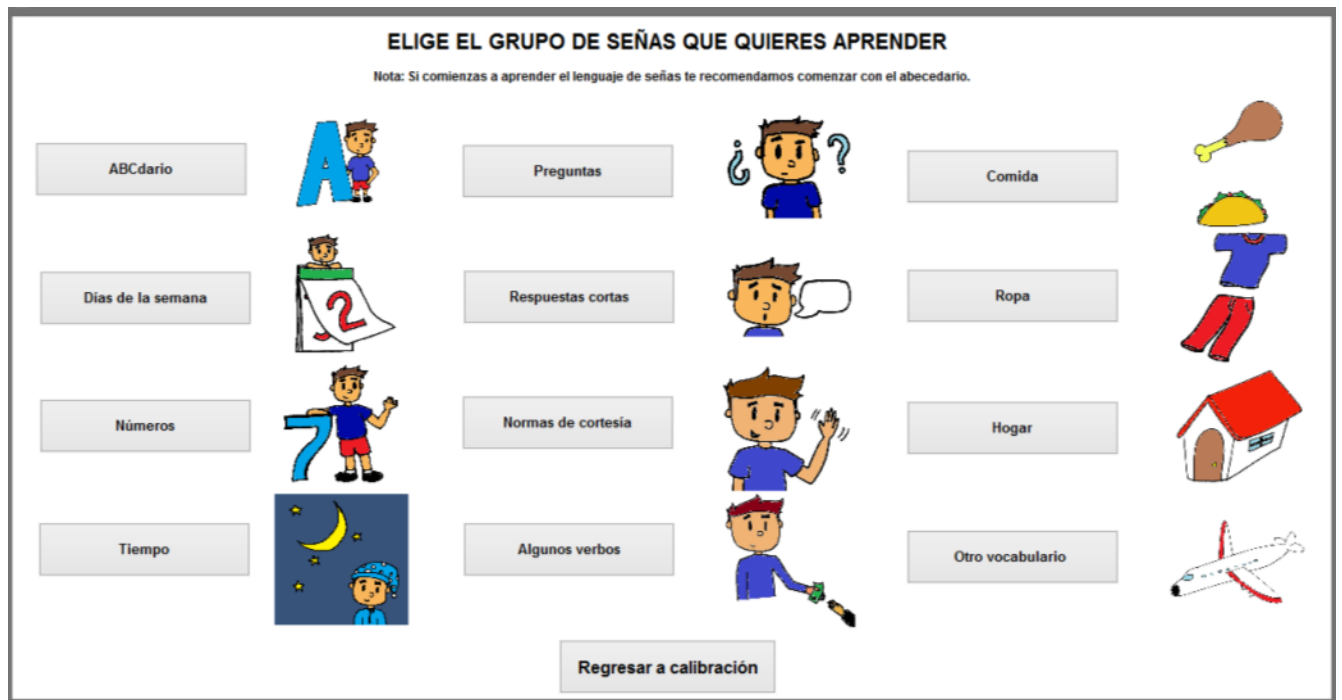 ELIGE EL GRUPO DE SEÑAS QUE QUIERES APRENDER
Nota: Si comienzas a aprender el lenguaje de señas te recomendamos comenzar con el abecedario.
ABCdario
A
Preguntas
¿ ?
Comida
Días de la semana
2
Respuestas cortas
Ropa
Números
7
Normas de cortesía
Hogar
Tiempo
Algunos verbos
Otro vocabulario
Regresar a calibración